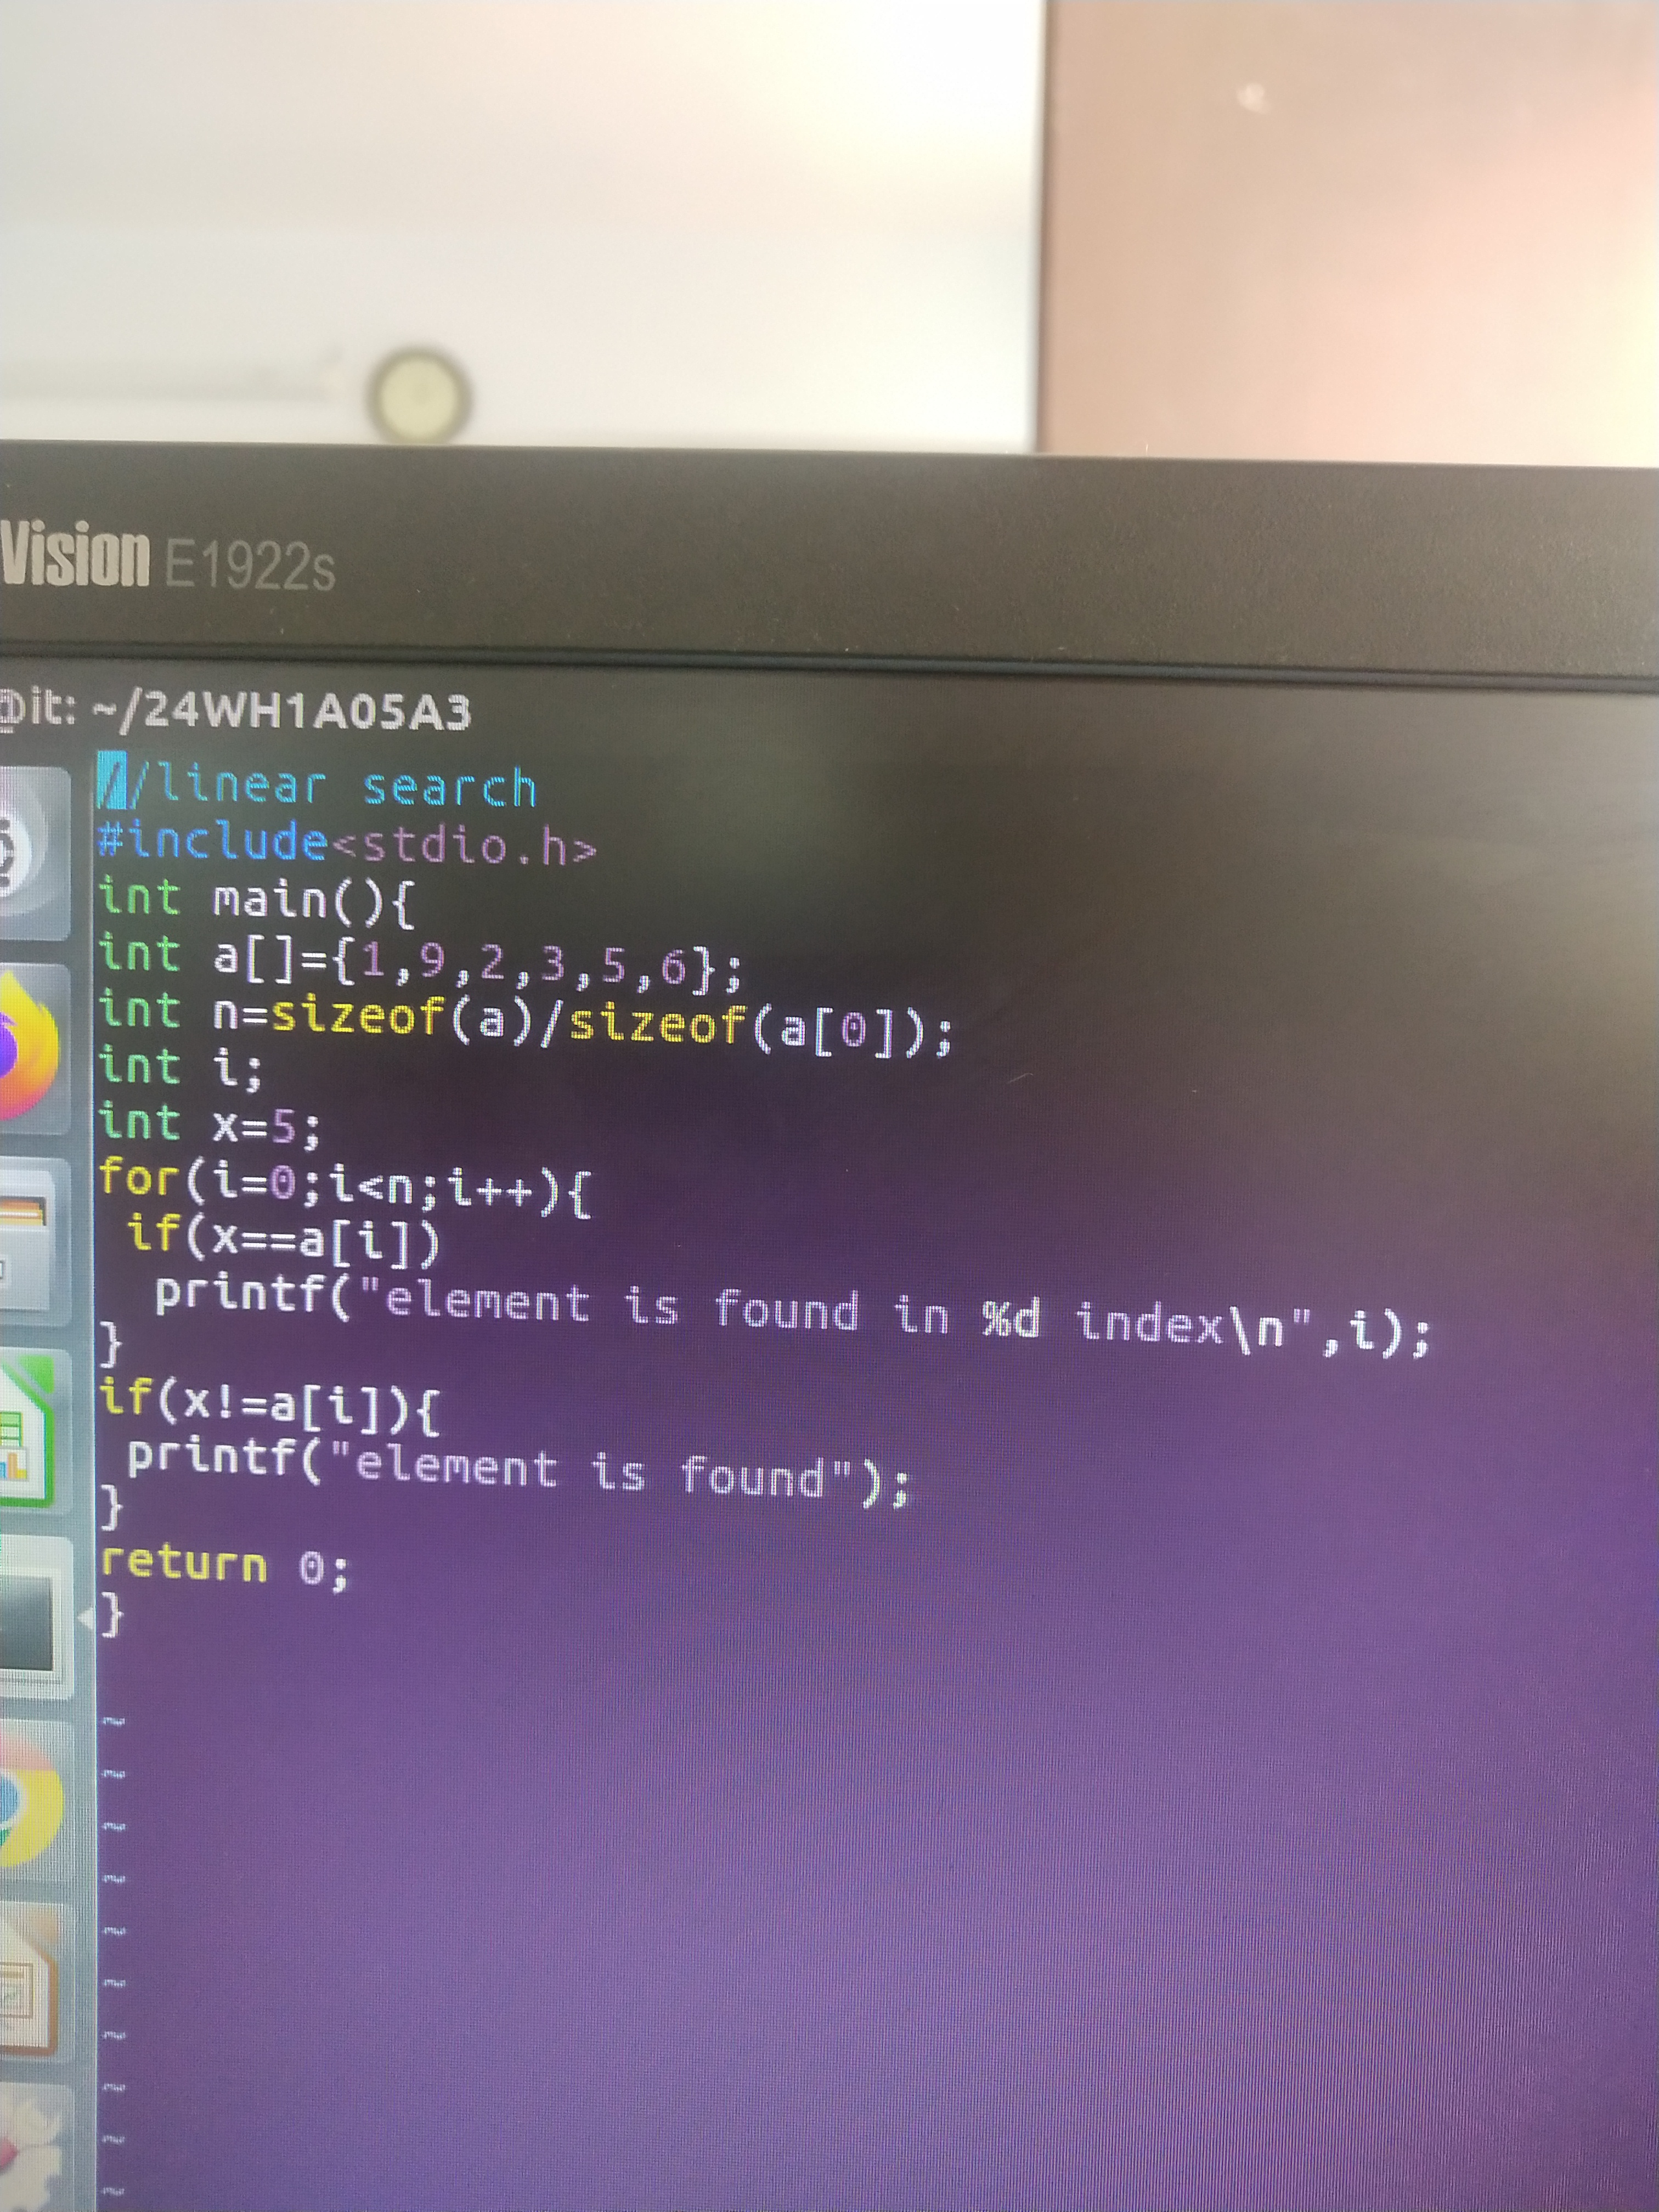 Vision E1922s
@it: ~/24WH1A05A3
//linear search
#include<stdio.h>
int main(){
int a[]={1,9,2,3,5,6};
int n=sizeof(a)/sizeof(a[0]);
int i;
int x=5;
for(i=0;i<n;i++){
 if(x==a[i])
  printf("element is found in %d index\n",i);
}
if(x!=a[i]){
 printf("element is found");
}
return 0;
}
~
~
~
~
~
~
~
~
~
~